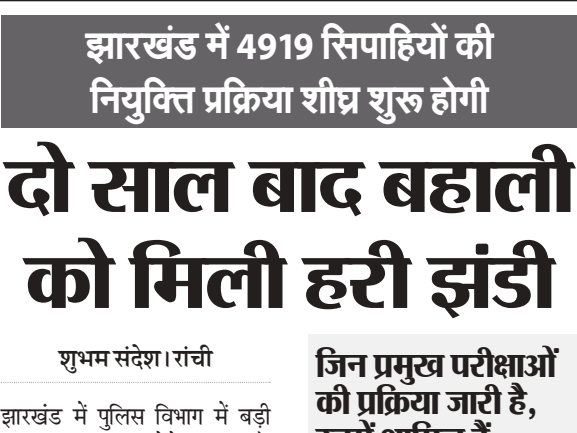 झारखंड में 4919 सिपाहियों की
नियुक्ति प्रक्रिया शीघ्र शुरू होगी
दो साल बाद बहाली
को मिली हरी झंडी
शुभम संदेश। रांची
झारखंड में पुलिस विभाग में बड़ी
जिन प्रमुख परीक्षाओं
की प्रक्रिया जारी है,